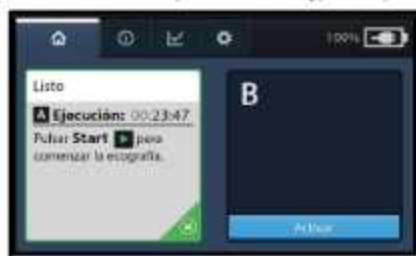 100%
Listo
A Ejecución: 00:23:47
Pulsar Start para
comenzar la ecografía.
B
Activar